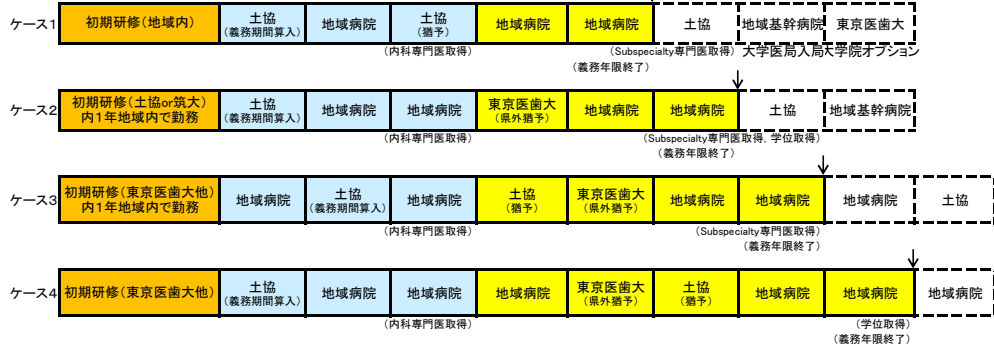 ケース1
初期研修(地域内)
土協
(義務期間算入)
地域病院
土協
(猶予)
地域病院
地域病院
土協
地域基幹病院
東京医歯大
(内科専門医取得)
(Subspecialty専門医取得)
大学医局入局
大学院オプション
(義務年限終了)
ケース2
初期研修(土協or筑大)
内1年地域内で勤務
土協
(義務期間算入)
地域病院
地域病院
東京医歯大
(県外猶予)
地域病院
地域病院
土協
地域基幹病院
(内科専門医取得)
(Subspecialty専門医取得, 学位取得)
(義務年限終了)
ケース3
初期研修(東京医歯大他)
内1年地域内で勤務
地域病院
土協
(義務期間算入)
地域病院
土協
(猶予)
東京医歯大
(県外猶予)
地域病院
地域病院
地域病院
土協
(内科専門医取得)
(Subspecialty専門医取得)
(義務年限終了)
ケース4
初期研修(東京医歯大他)
土協
(義務期間算入)
地域病院
地域病院
地域病院
東京医歯大
(県外猶予)
土協
(猶予)
地域病院
地域病院
地域病院
(内科専門医取得)
(学位取得)
(義務年限終了)